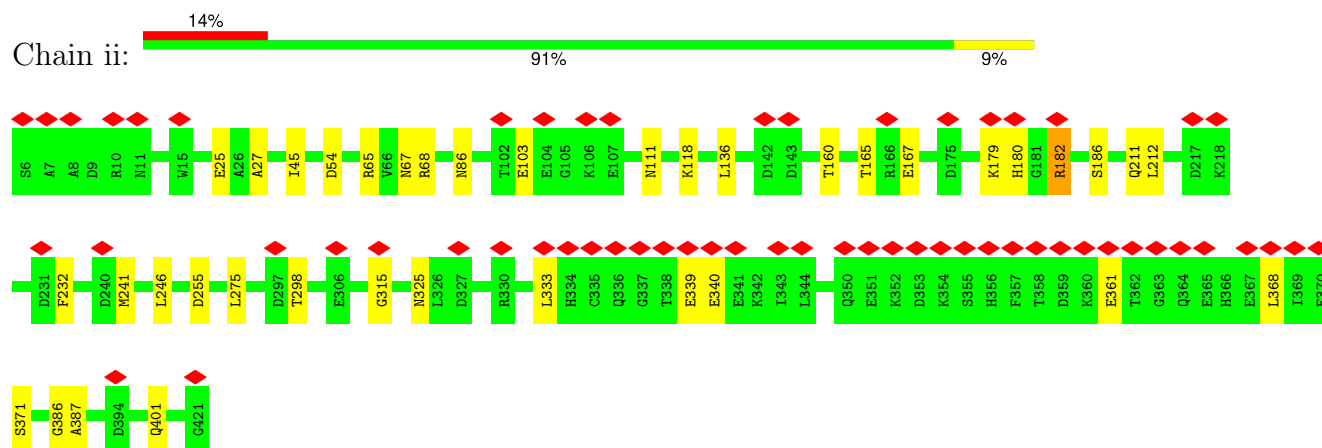 14%
Chain ii:
91% 9%
S6 A7 A8 D9 R10 N11 W15 E25 A26 A27 I45 D54 R65 V66 N67 R68 N86 T102 E103 E104 G105 K106 E107 N111 K118 L136 D142 D143 T160 T165 R166 E167 D175 K179 H180 G181 R182 S186 Q211 L212 D217 K218
D231 F232 D240 M241 L246 D255 L275 D297 T298 E306 G315 N325 L326 D327 R330 L333 H334 C335 Q336 G337 T338 E339 E340 E341 K342 I343 L344 Q350 E351 K352 D353 K354 S355 H356 F357 T358 D359 K360 E361 T362 G363 Q364 E365 H366 E367 L368 I369
S371 G386 A387 D394 Q401 G421